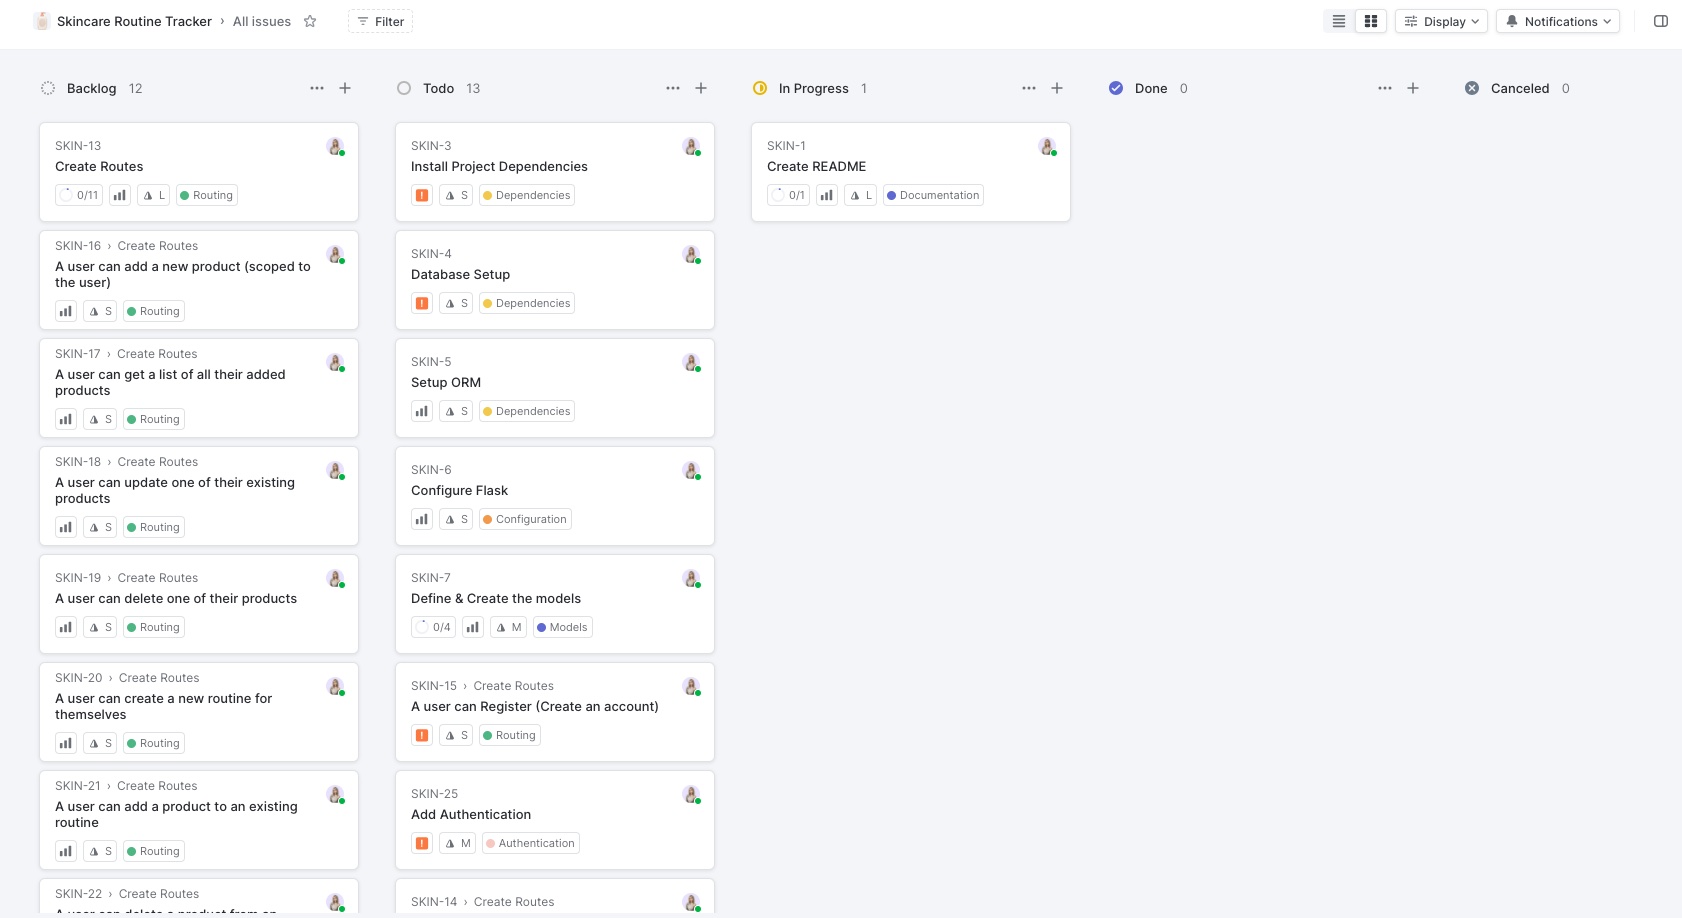 Skincare Routine Tracker › All issues
Filter
Display
Notifications
Backlog 12
SKIN-13
Create Routes
0/11 L Routing
SKIN-16 › Create Routes
A user can add a new product (scoped to
the user)
S Routing
SKIN-17 › Create Routes
A user can get a list of all their added
products
S Routing
SKIN-18 › Create Routes
A user can update one of their existing
products
S Routing
SKIN-19 › Create Routes
A user can delete one of their products
S Routing
SKIN-20 › Create Routes
A user can create a new routine for
themselves
S Routing
SKIN-21 › Create Routes
A user can add a product to an existing
routine
S Routing
SKIN-22 › Create Routes
A user can delete a product from an
Todo 13
SKIN-3
Install Project Dependencies
! S Dependencies
SKIN-4
Database Setup
! S Dependencies
SKIN-5
Setup ORM
S Dependencies
SKIN-6
Configure Flask
S Configuration
SKIN-7
Define & Create the models
0/4 M Models
SKIN-15 › Create Routes
A user can Register (Create an account)
! S Routing
SKIN-25
Add Authentication
! M Authentication
SKIN-14 › Create Routes
In Progress 1
SKIN-1
Create README
0/1 L Documentation
Done 0
Canceled 0